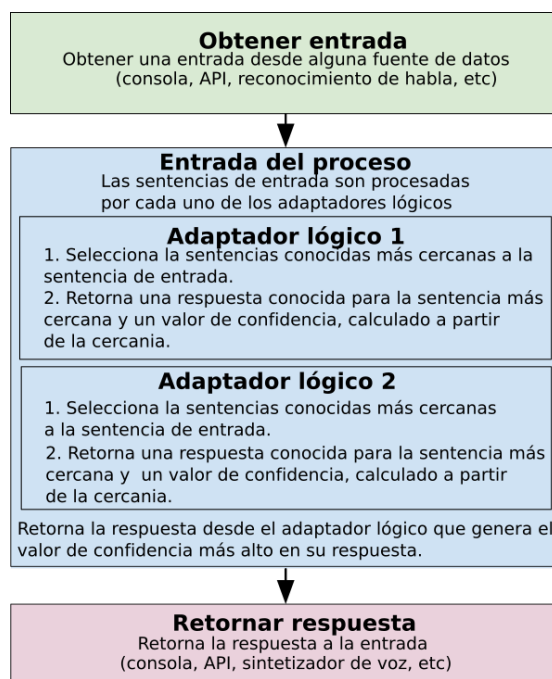 Obtener entrada
Obtener una entrada desde alguna fuente de datos
(consola, API, reconocimiento de habla, etc)
Entrada del proceso
Las sentencias de entrada son procesadas
por cada uno de los adaptadores lógicos
Adaptador lógico 1
1. Selecciona la sentencias conocidas más cercanas a la
sentencia de entrada.
2. Retorna una respuesta conocida para la sentencia más
cercana y un valor de confidencia, calculado a partir
de la cercania.
Adaptador lógico 2
1. Selecciona la sentencias conocidas más cercanas
a la sentencia de entrada.
2. Retorna una respuesta conocida para la sentencia más
cercana y un valor de confidencia, calculado a partir
de la cercania.
Retorna la respuesta desde el adaptador lógico que genera el
valor de confidencia más alto en su respuesta.
Retornar respuesta
Retorna la respuesta a la entrada
(consola, API, sintetizador de voz, etc)